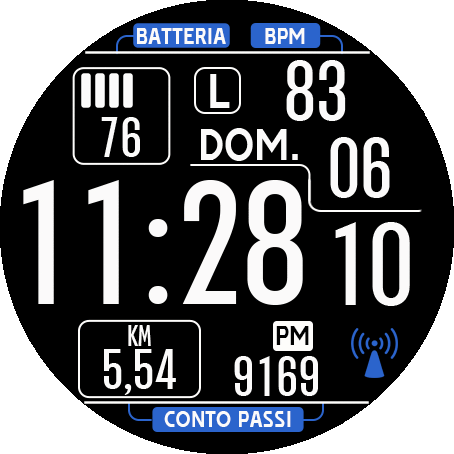 BATTERIA BPM
L 83
76
DOM. 06
11:28 10
KM PM
5,54 9169
CONTO PASSI